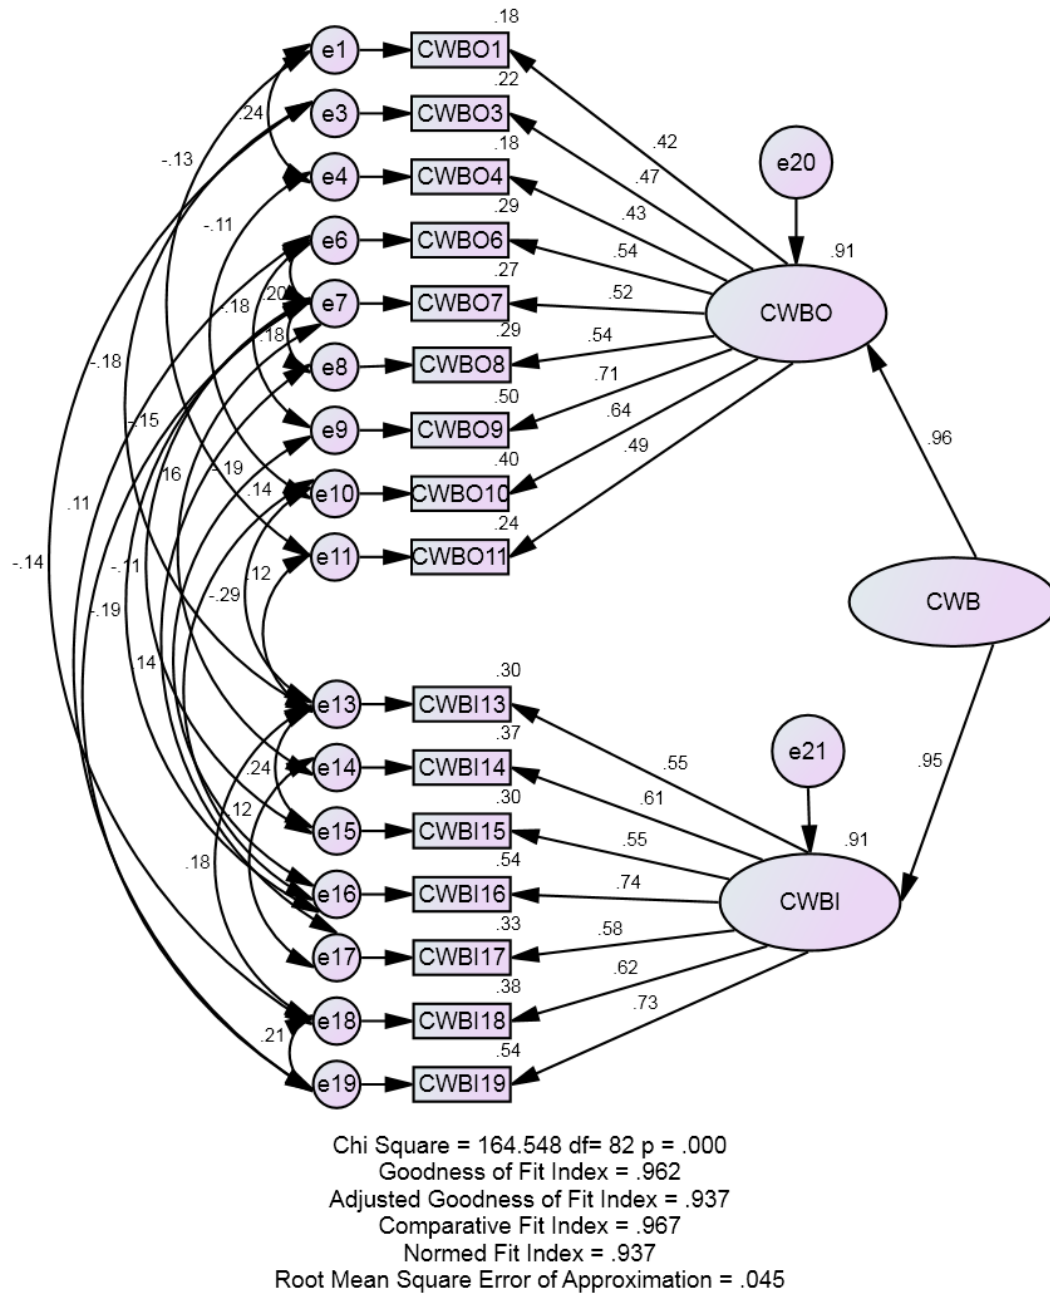 .18
e1
CWBO1
.22
.24
e3
CWBO3
.42
-.13
.18
e4
CWBO4
.47
e20
.29
.43
-.11
e6
CWBO6
.54
.91
.27
.18
.20
e7
CWBO7
.52
CWBO
.29
.18
e8
CWBO8
.54
-.18
.50
.71
-.15
e9
CWBO9
.64
.40
.49
.96
.16
-.19
.14
e10
CWBO10
.11
.24
e11
CWBO11
-.14
-.11
.12
-.29
-.19
CWB
.14
.30
e13
CWBI13
.37
e21
.24
e14
CWBI14
.55
.95
.30
.61
.12
e15
CWBI15
.55
.91
.54
.18
e16
CWBI16
.74
CWBI
.33
.58
e17
CWBI17
.62
.38
.73
e18
CWBI18
.21
.54
e19
CWBI19
Chi Square = 164.548 df= 82 p = .000
Goodness of Fit Index = .962
Adjusted Goodness of Fit Index = .937
Comparative Fit Index = .967
Normed Fit Index = .937
Root Mean Square Error of Approximation = .045